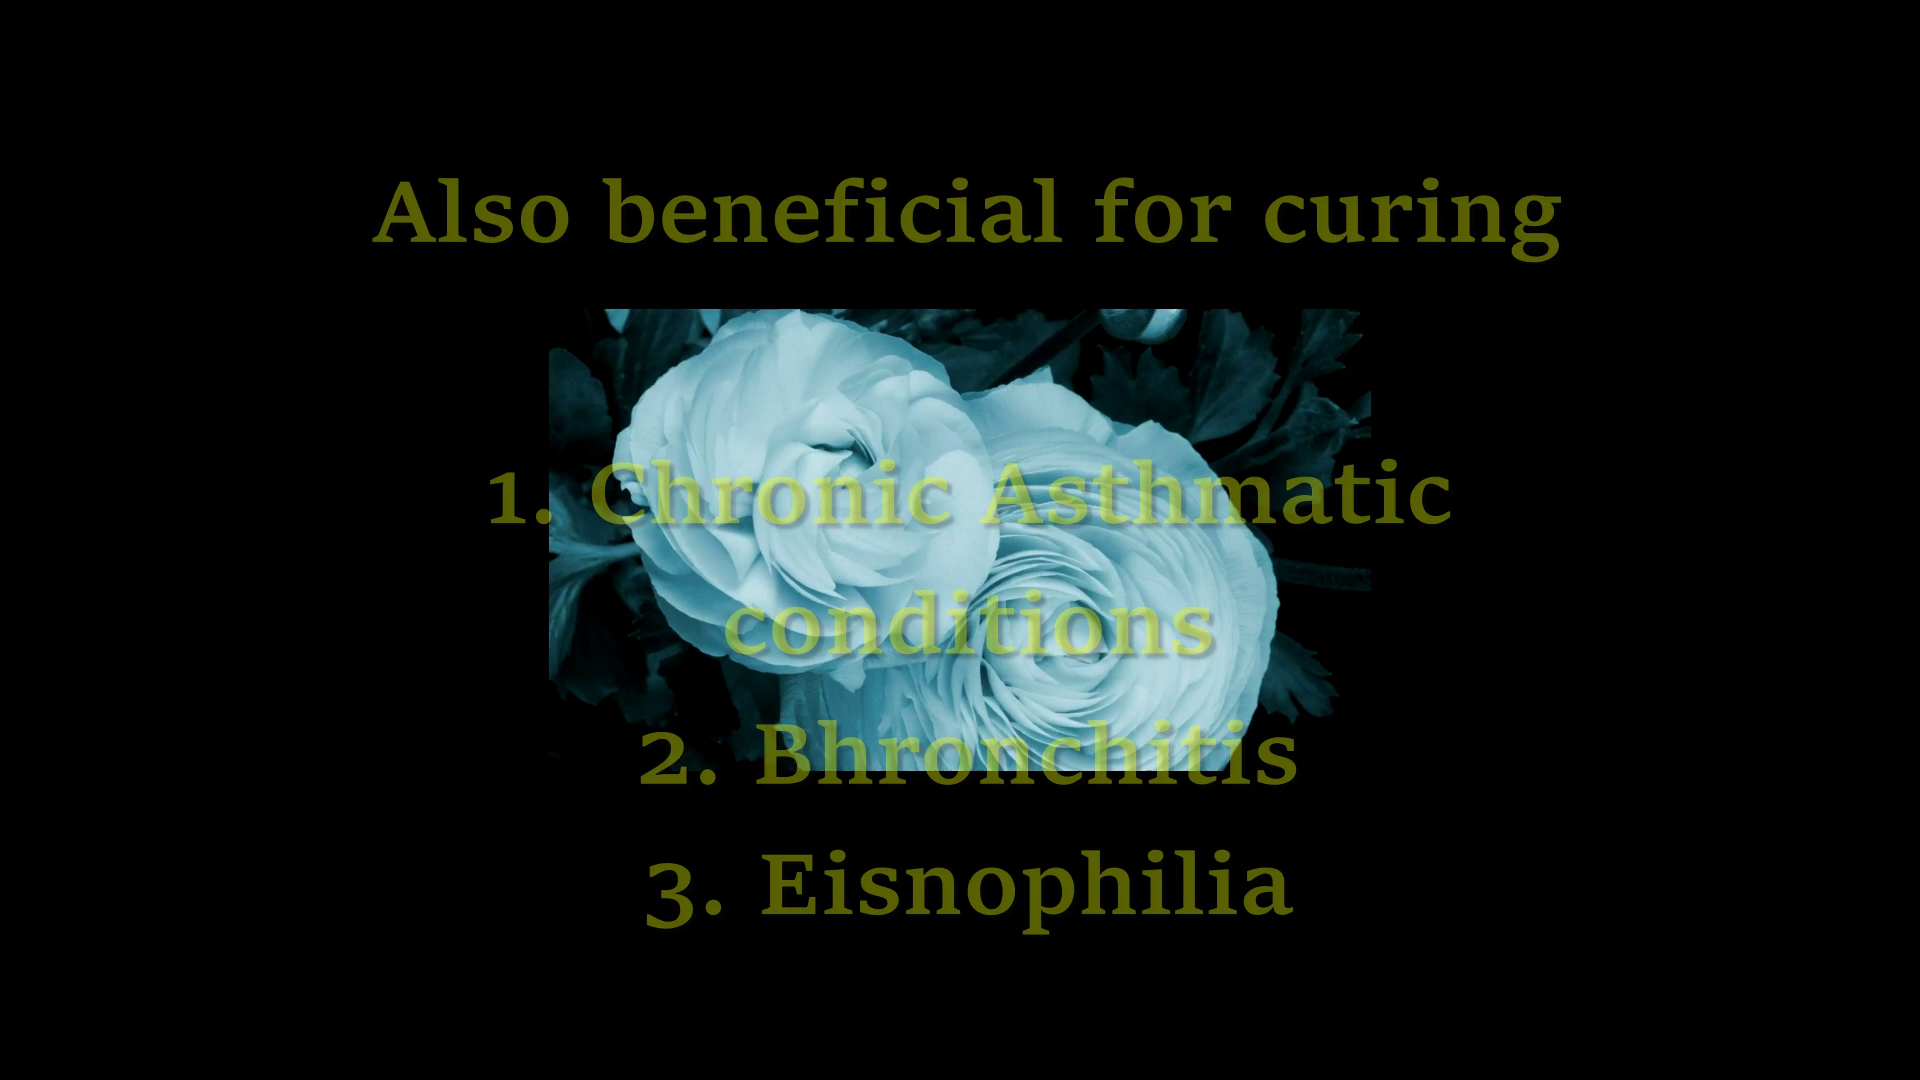 Also beneficial for curing
1. Chronic Asthmatic
conditions
2. Bhronchitis
3. Eisnophilia